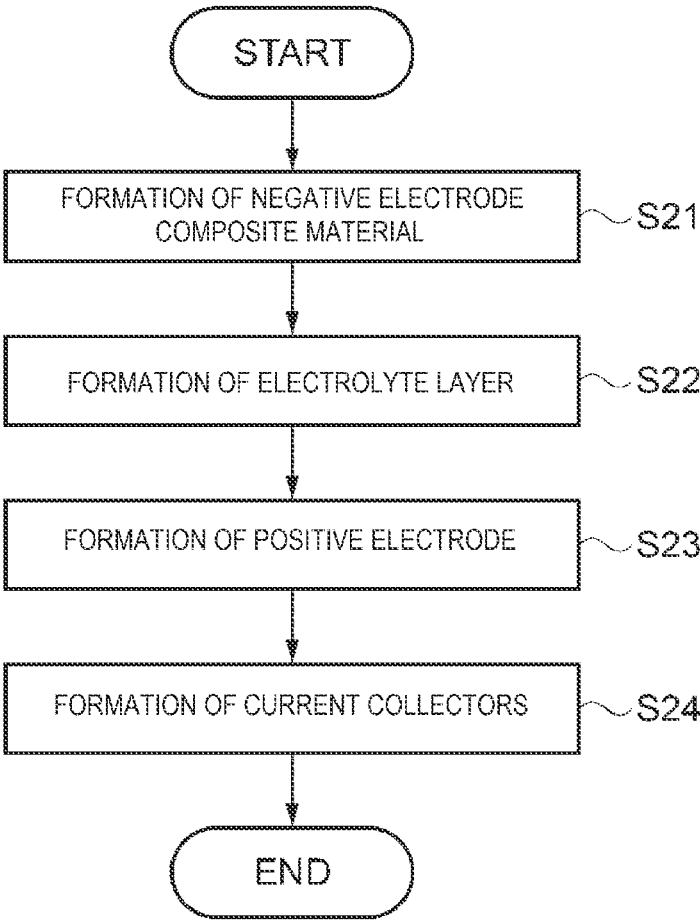 START
FORMATION OF NEGATIVE ELECTRODE
COMPOSITE MATERIAL
S21
FORMATION OF ELECTROLYTE LAYER
S22
FORMATION OF POSITIVE ELECTRODE
S23
FORMATION OF CURRENT COLLECTORS
S24
END